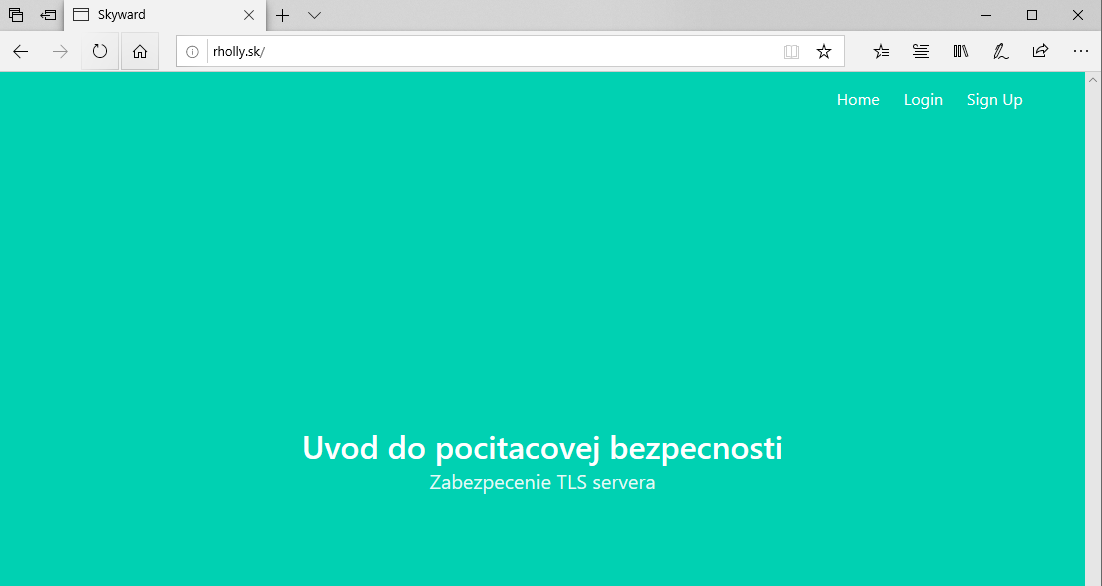 Skyward
rholly.sk/
Home Login Sign Up
Uvod do pocitacovej bezpecnosti
Zabezpecenie TLS servera